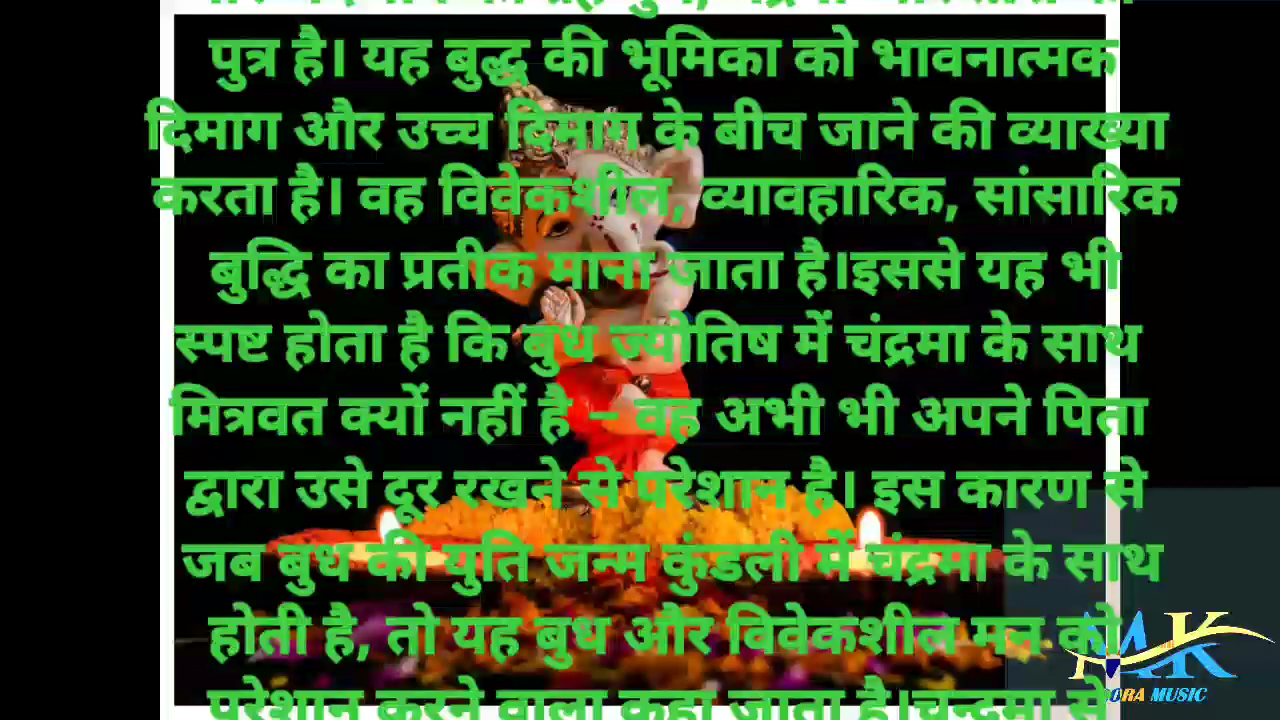 पुत्र है। यह बुद्ध की भूमिका को भावनात्मक
दिमाग और उच्च दिमाग के बीच जाने की व्याख्या
करता है। वह विवेकशील, व्यावहारिक, सांसारिक
बुद्धि का प्रतीक माना जाता है।इससे यह भी
स्पष्ट होता है कि बुध ज्योतिष में चंद्रमा के साथ
मित्रवत क्यों नहीं है – वह अभी भी अपने पिता
द्वारा उसे दूर रखने से परेशान है। इस कारण से
जब बुध की युति जन्म कुंडली में चंद्रमा के साथ
होती है, तो यह बुध और विवेकशील मन को
परेशान करने वाला कहा जाता है।चन्द्रमा से
AK
ORA MUSIC